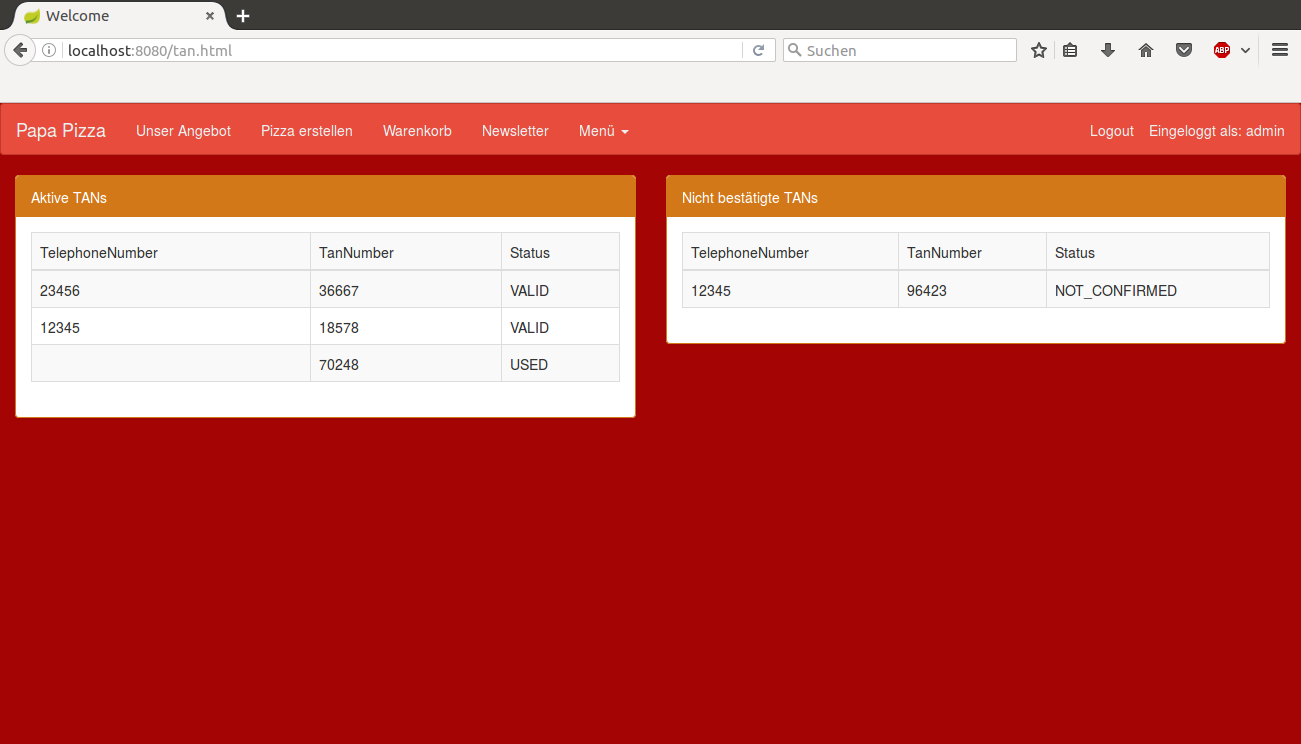 Welcome
localhost:8080/tan.html
Suchen
ABP
Papa Pizza Unser Angebot Pizza erstellen Warenkorb Newsletter Menü Logout Eingeloggt als: admin
Aktive TANs
TelephoneNumber TanNumber Status
23456 36667 VALID
12345 18578 VALID
70248 USED
Nicht bestätigte TANs
TelephoneNumber TanNumber Status
12345 96423 NOT_CONFIRMED